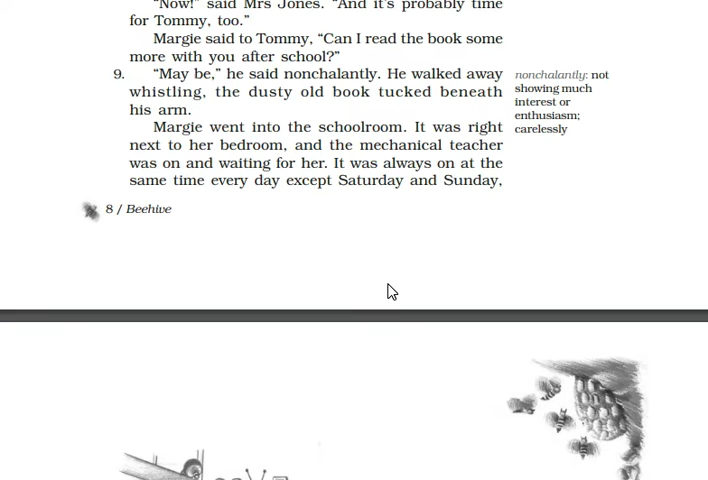 "Now!" said Mrs Jones. "And it's probably time
for Tommy, too."
Margie said to Tommy, "Can I read the book some
more with you after school?"
9. "May be," he said nonchalantly. He walked away
whistling, the dusty old book tucked beneath
his arm.
Margie went into the schoolroom. It was right
next to her bedroom, and the mechanical teacher
was on and waiting for her. It was always on at the
same time every day except Saturday and Sunday,
nonchalantly: not
showing much
interest or
enthusiasm;
carelessly
8 / Beehive